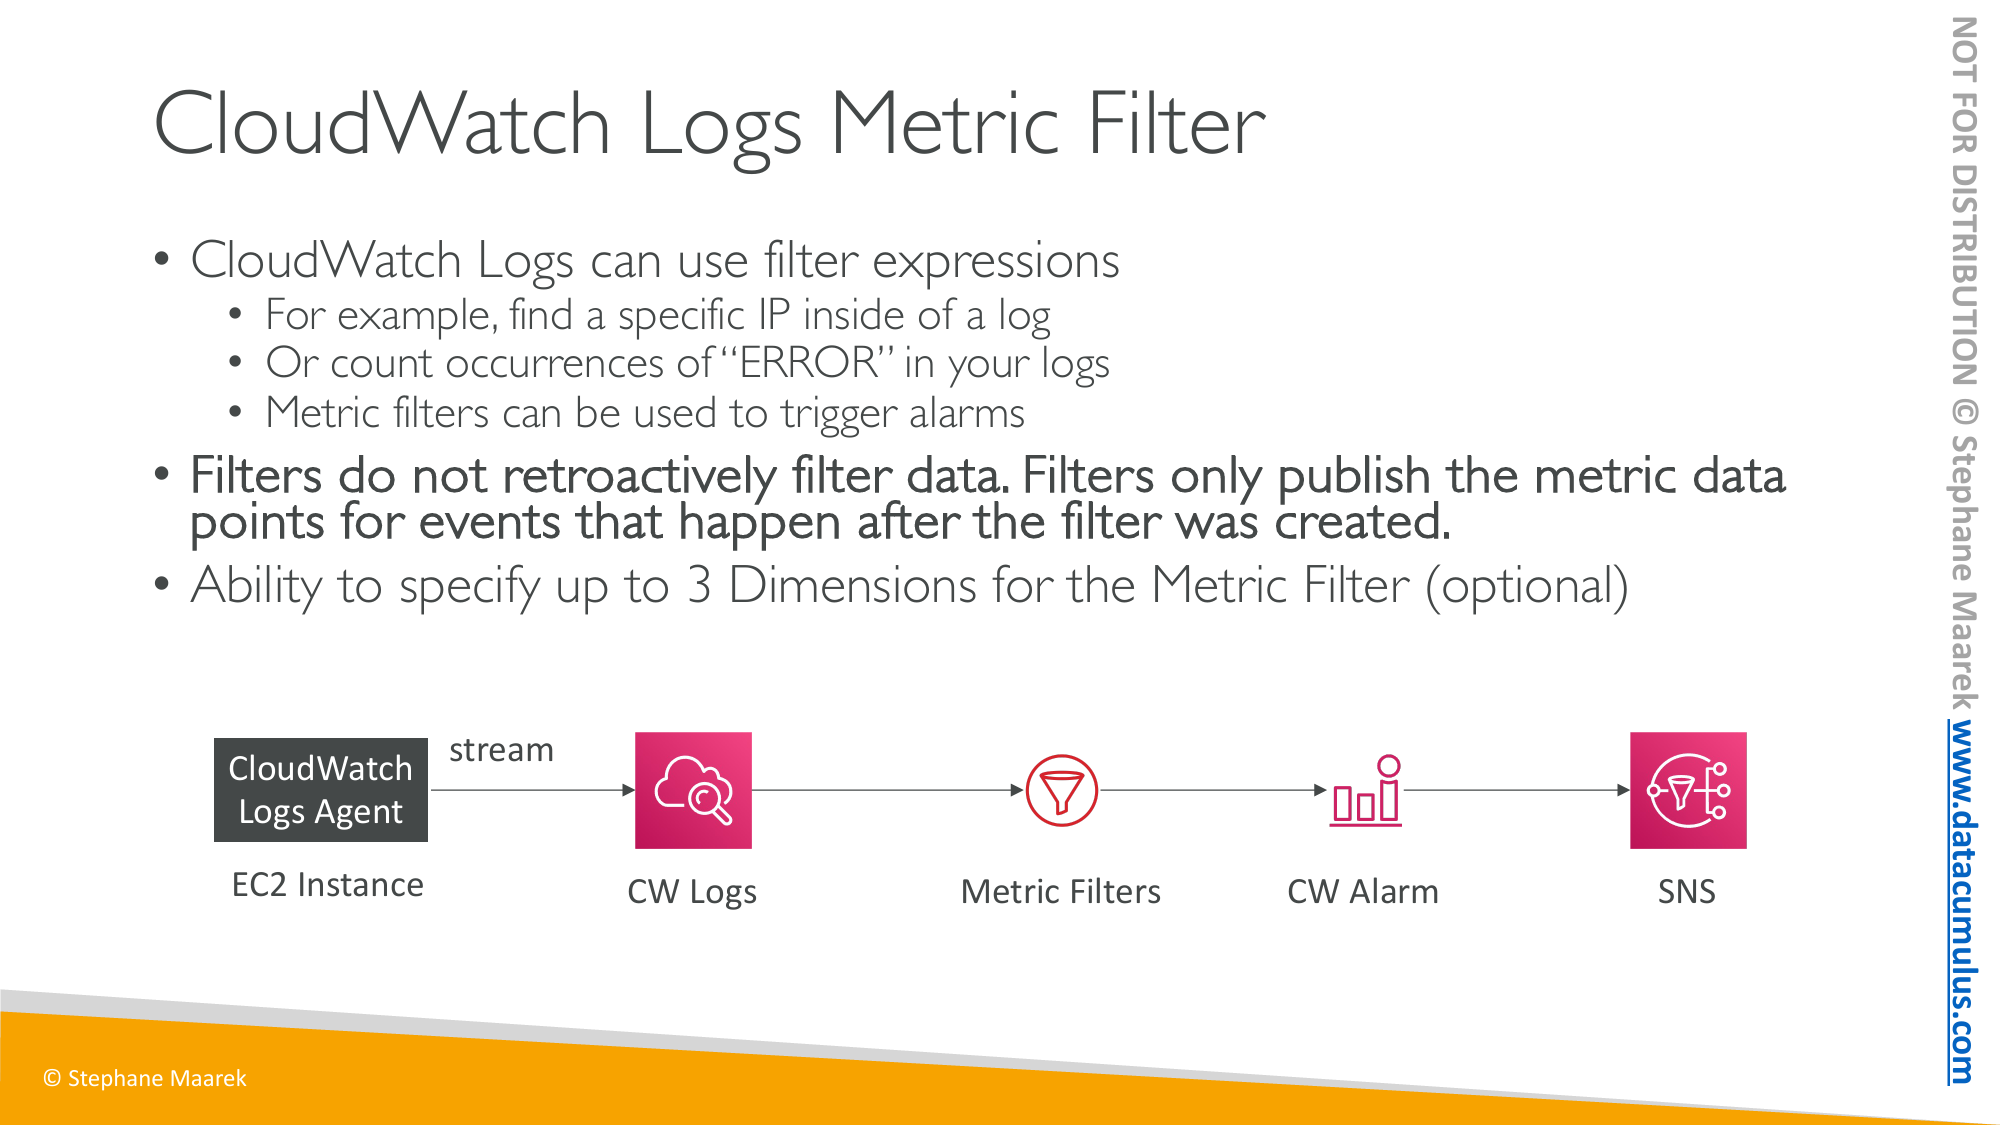 CloudWatch Logs Metric Filter
• CloudWatch Logs can use filter expressions
• For example, find a specific IP inside of a log
• Or count occurrences of “ERROR” in your logs
• Metric filters can be used to trigger alarms
• Filters do not retroactively filter data. Filters only publish the metric data
points for events that happen after the filter was created.
• Ability to specify up to 3 Dimensions for the Metric Filter (optional)
CloudWatch
Logs Agent
stream
EC2 Instance
CW Logs
Metric Filters
CW Alarm
SNS
© Stephane Maarek
NOT FOR DISTRIBUTION © Stephane Maarek www.datacumulus.com